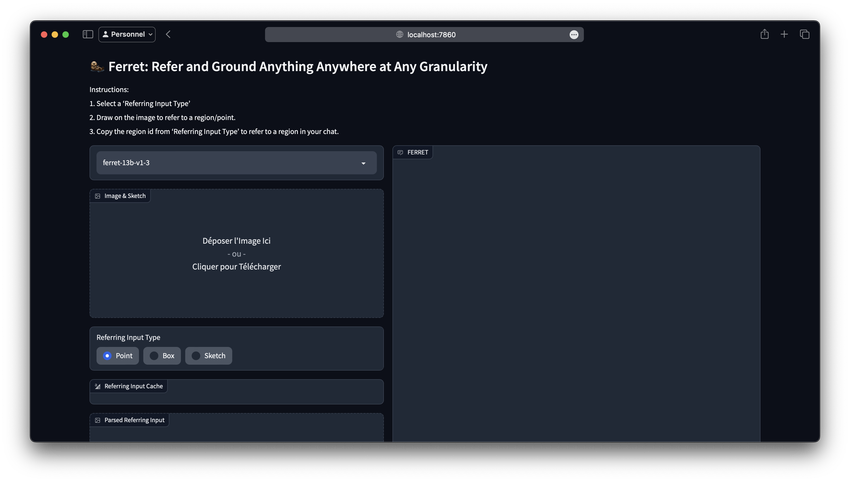 Personnel
localhost:7860
Ferret: Refer and Ground Anything Anywhere at Any Granularity
Instructions:
1. Select a 'Referring Input Type'
2. Draw on the image to refer to a region/point.
3. Copy the region id from 'Referring Input Type' to refer to a region in your chat.
ferret-13b-v1-3
FERRET
Image & Sketch
Déposer l'Image Ici
- ou -
Cliquer pour Télécharger
Referring Input Type
Point Box Sketch
Referring Input Cache
Parsed Referring Input